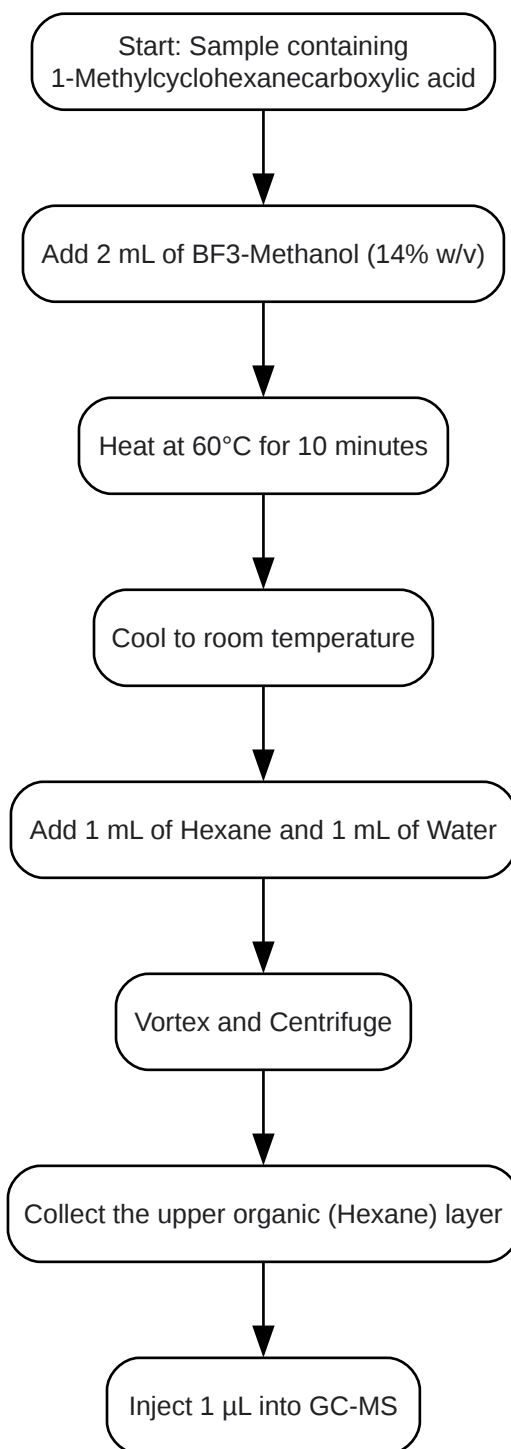 Start: Sample containing
1-Methylcyclohexanecarboxylic acid
Add 2 mL of BF3-Methanol (14% w/v)
Heat at 60°C for 10 minutes
Cool to room temperature
Add 1 mL of Hexane and 1 mL of Water
Vortex and Centrifuge
Collect the upper organic (Hexane) layer
Inject 1 µL into GC-MS